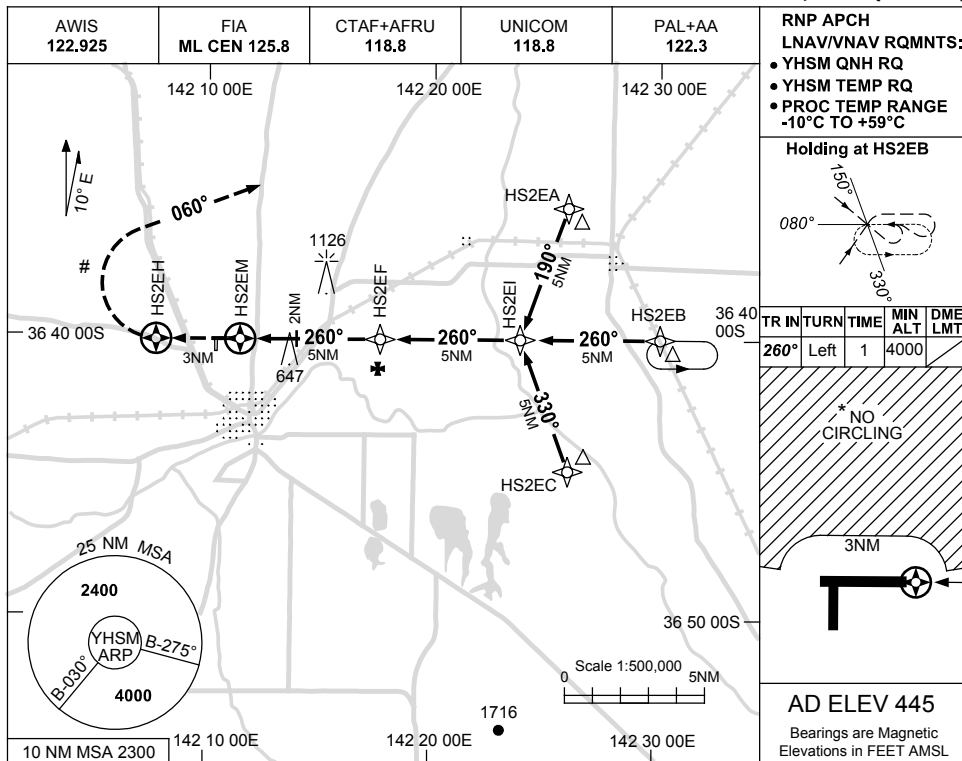 AWIS
122.925
FIA
ML CEN 125.8
CTAF+AFRU
118.8
UNICOM
118.8
PAL+AA
122.3
RNP APCH
LNAV/VNAV RQMNTS:
• YHSM QNH RQ
• YHSM TEMP RQ
• PROC TEMP RANGE
-10°C TO +59°C
142 10 00E
142 20 00E
142 30 00E
10° E
060°
#
HS2EH
HS2EM
1126
2NM
HS2EF
HS2EI
HS2EA
190°
5NM
HS2EB
36 40 00S
36 40
00S
3NM
260°
5NM
647
260°
5NM
260°
5NM
330°
5NM
HS2EC
Holding at HS2EB
150°
080°
330°
TR IN
TURN
TIME
MIN
ALT
DME
LMT
260°
Left
1
4000
* NO
CIRCLING
3NM
25 NM MSA
2400
YHSM
ARP
B-275°
B-030°
4000
36 50 00S
Scale 1:500,000
0
5NM
1716
10 NM MSA 2300
142 10 00E
142 20 00E
142 30 00E
AD ELEV 445
Bearings are Magnetic
Elevations in FEET AMSL